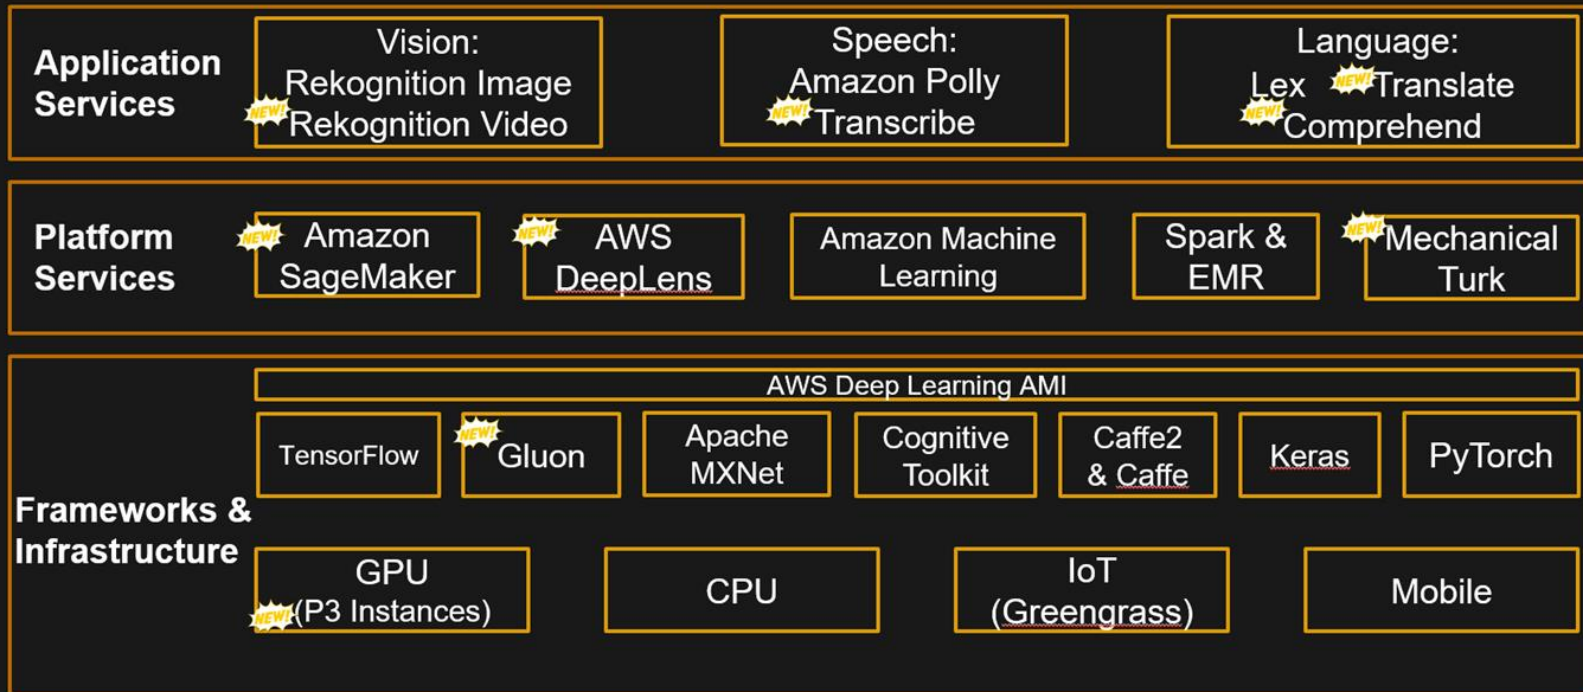 Application
Services
Vision:
Rekognition Image
NEW! Rekognition Video
Speech:
Amazon Polly
NEW! Transcribe
Language:
Lex NEW! Translate
NEW! Comprehend
Platform
Services
NEW! Amazon
SageMaker
NEW! AWS
DeepLens
Amazon Machine
Learning
Spark &
EMR
NEW! Mechanical
Turk
Frameworks &
Infrastructure
AWS Deep Learning AMI
TensorFlow
NEW! Gluon
Apache
MXNet
Cognitive
Toolkit
Caffe2
& Caffe
Keras
PyTorch
GPU
NEW! (P3 Instances)
CPU
IoT
(Greengrass)
Mobile